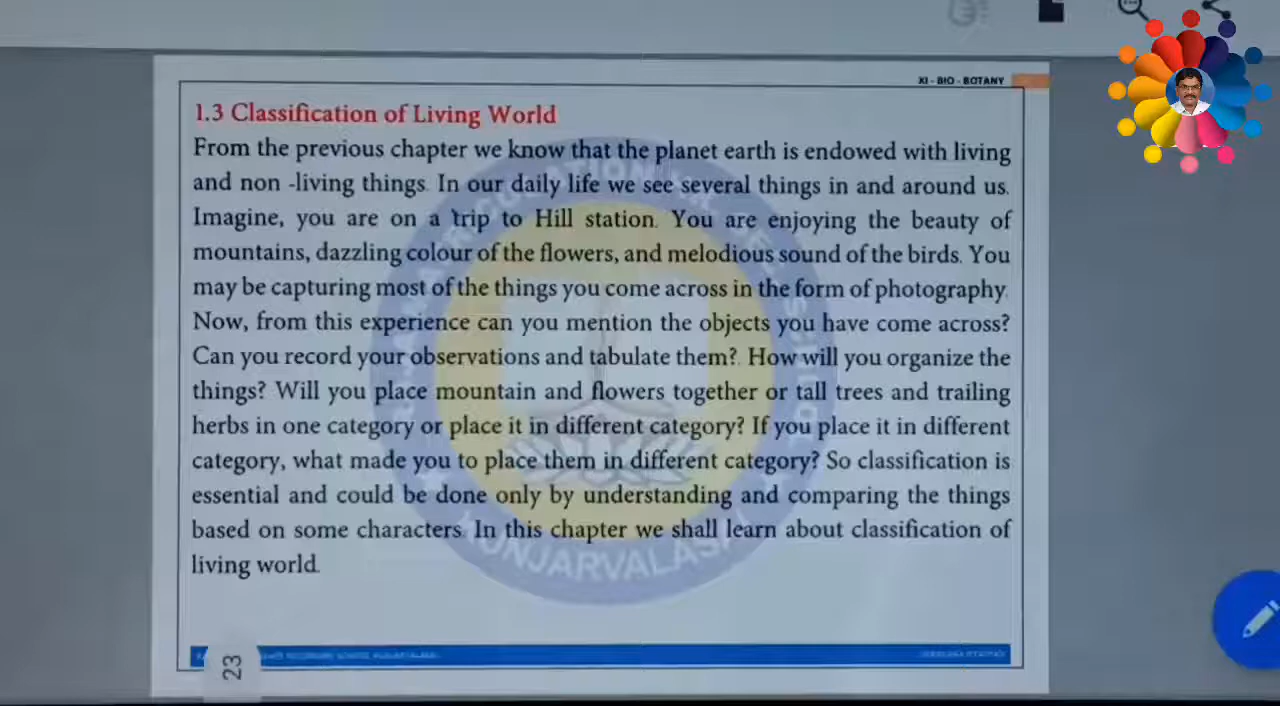 XI - BIO - BOTANY
1.3 Classification of Living World
From the previous chapter we know that the planet earth is endowed with living
and non -living things. In our daily life we see several things in and around us.
Imagine, you are on a trip to Hill station. You are enjoying the beauty of
mountains, dazzling colour of the flowers, and melodious sound of the birds. You
may be capturing most of the things you come across in the form of photography.
Now, from this experience can you mention the objects you have come across?
Can you record your observations and tabulate them?. How will you organize the
things? Will you place mountain and flowers together or tall trees and trailing
herbs in one category or place it in different category? If you place it in different
category, what made you to place them in different category? So classification is
essential and could be done only by understanding and comparing the things
based on some characters. In this chapter we shall learn about classification of
living world.
23